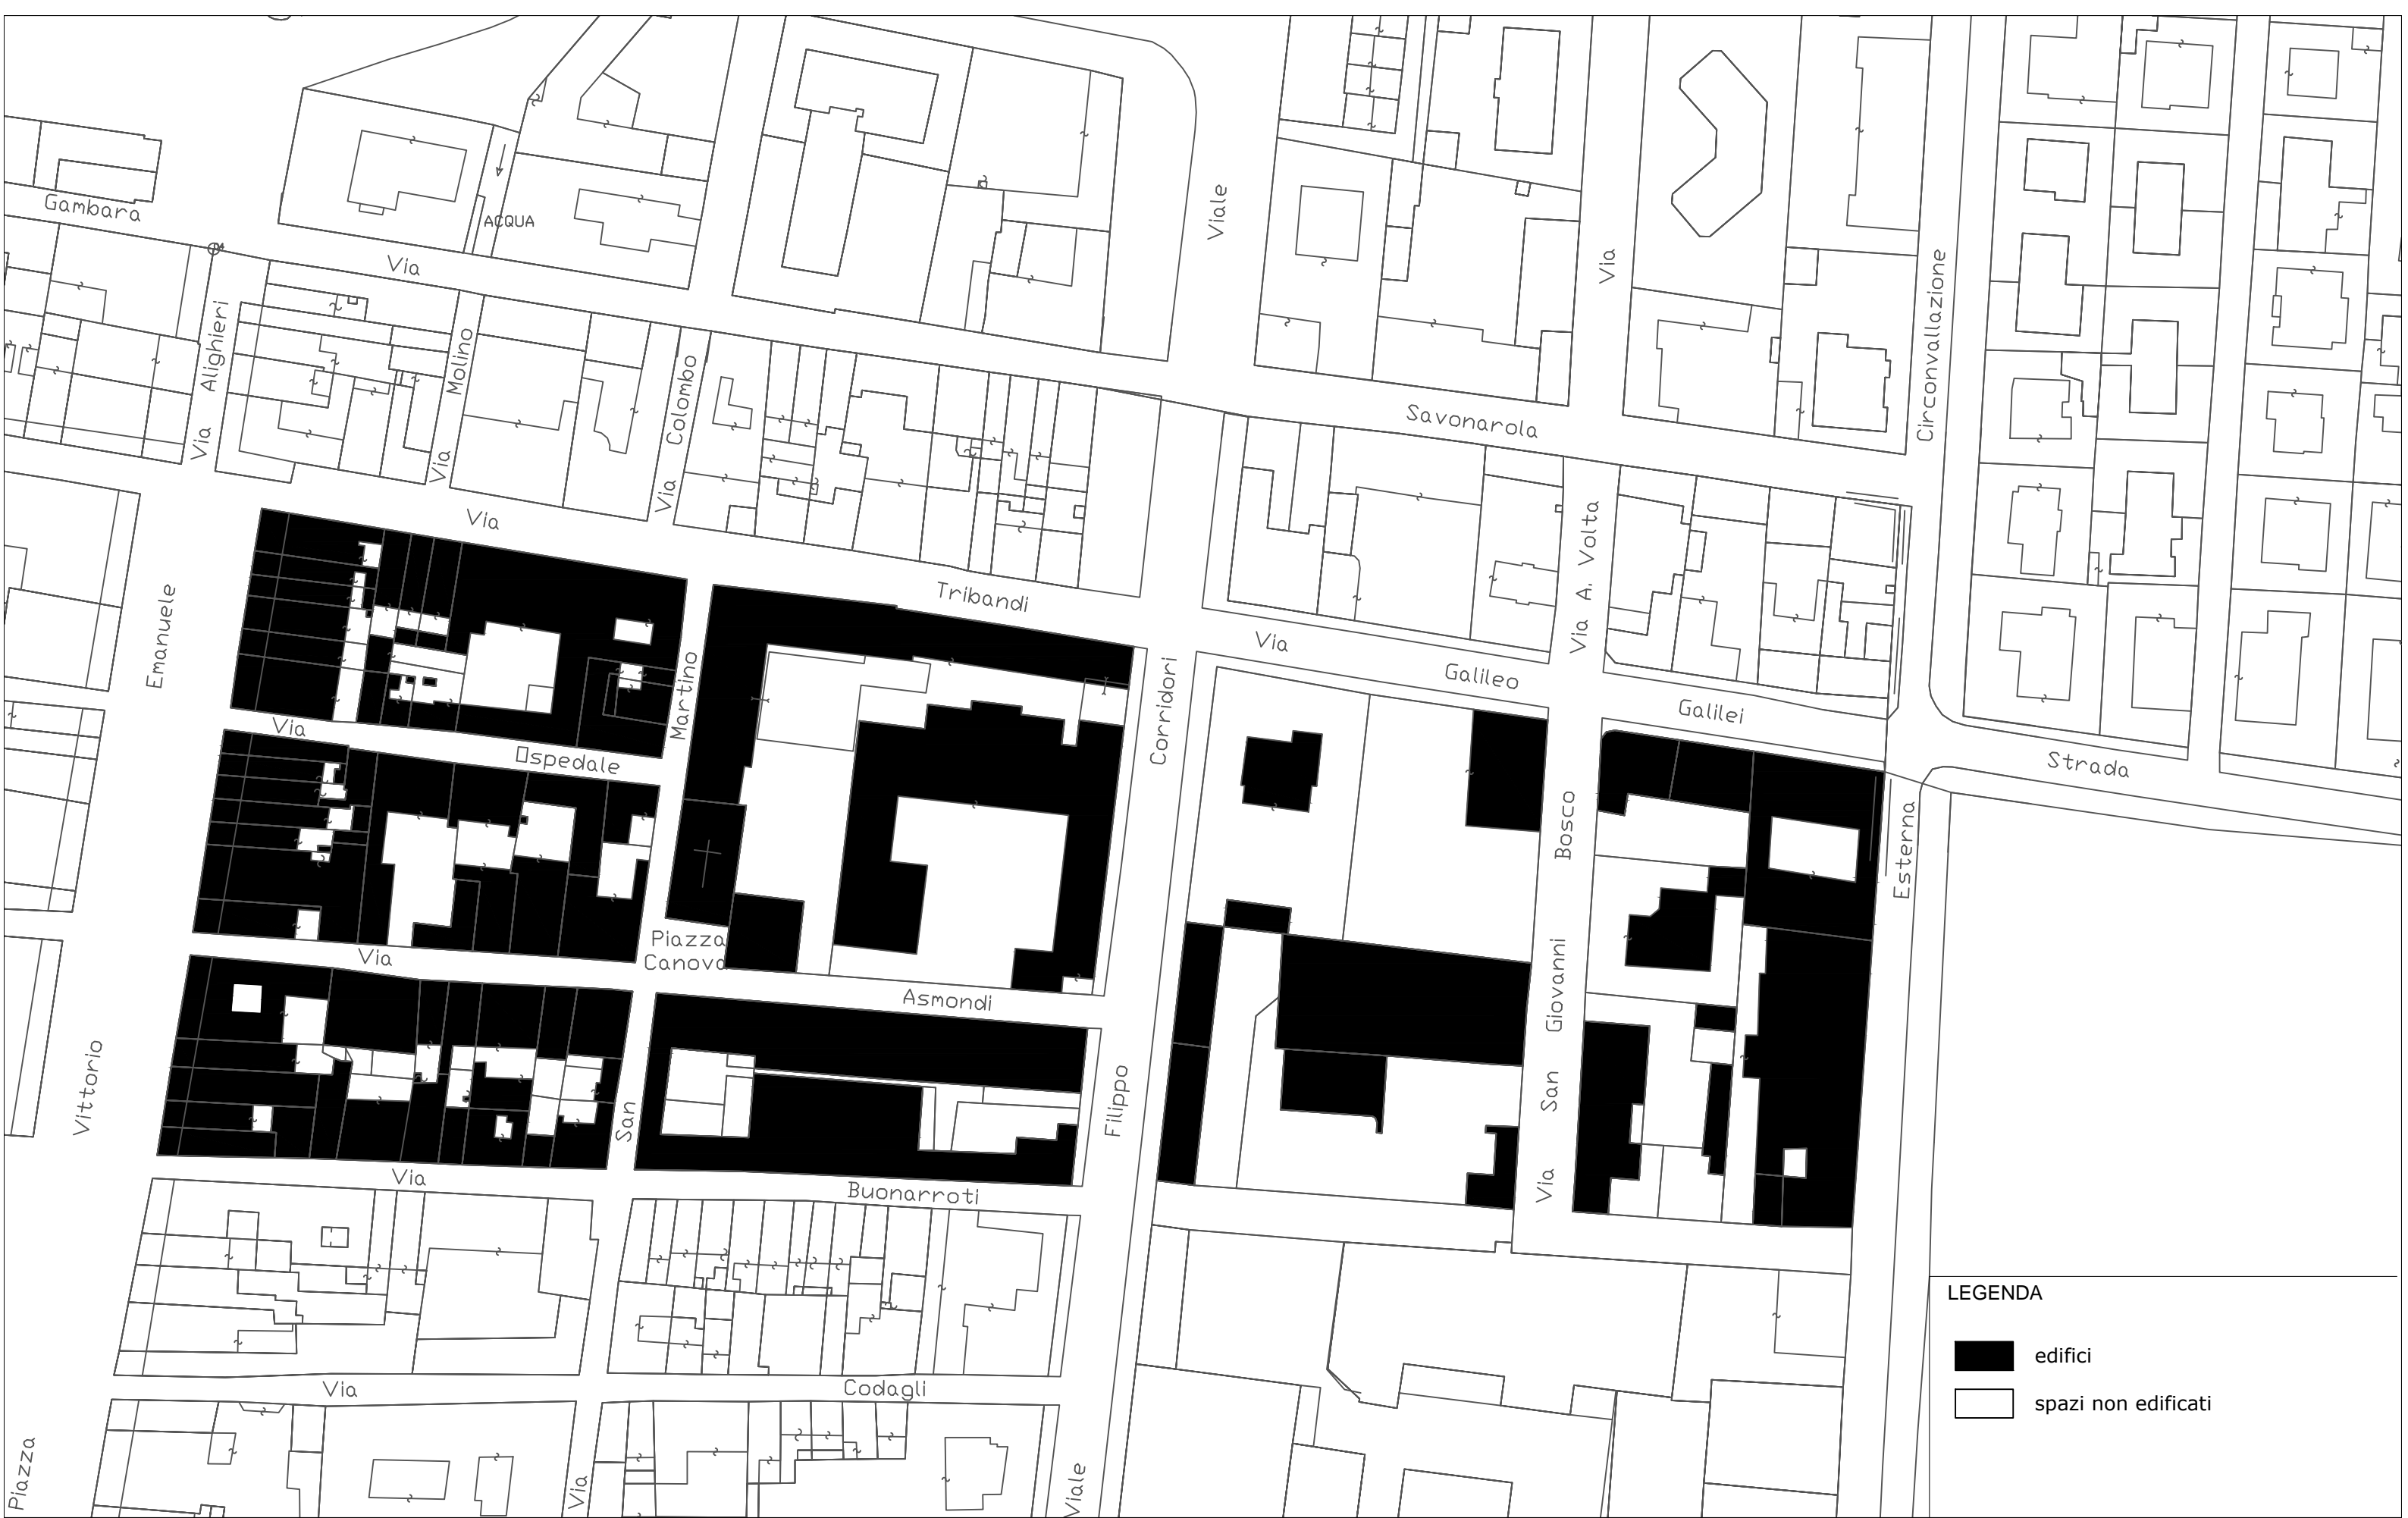 Gambara
Via
ACQUA
Viale
Via
Circonvallazione
Via Alighieri
Via Molino
Via Colombo
Savonarola
Via
Tribandi
Via A. Volta
Via
Galileo
Galilei
Strada
Emanuele
Martino
Corridori
Via
Ospedale
Bosco
Esterna
Piazza
Canova
Via
Asmondi
Giovanni
Vittorio
San
Filippo
San
Via
Via
Buonarroti
LEGENDA
edifici
spazi non edificati
Via
Codagli
Piazza
Via
Viale